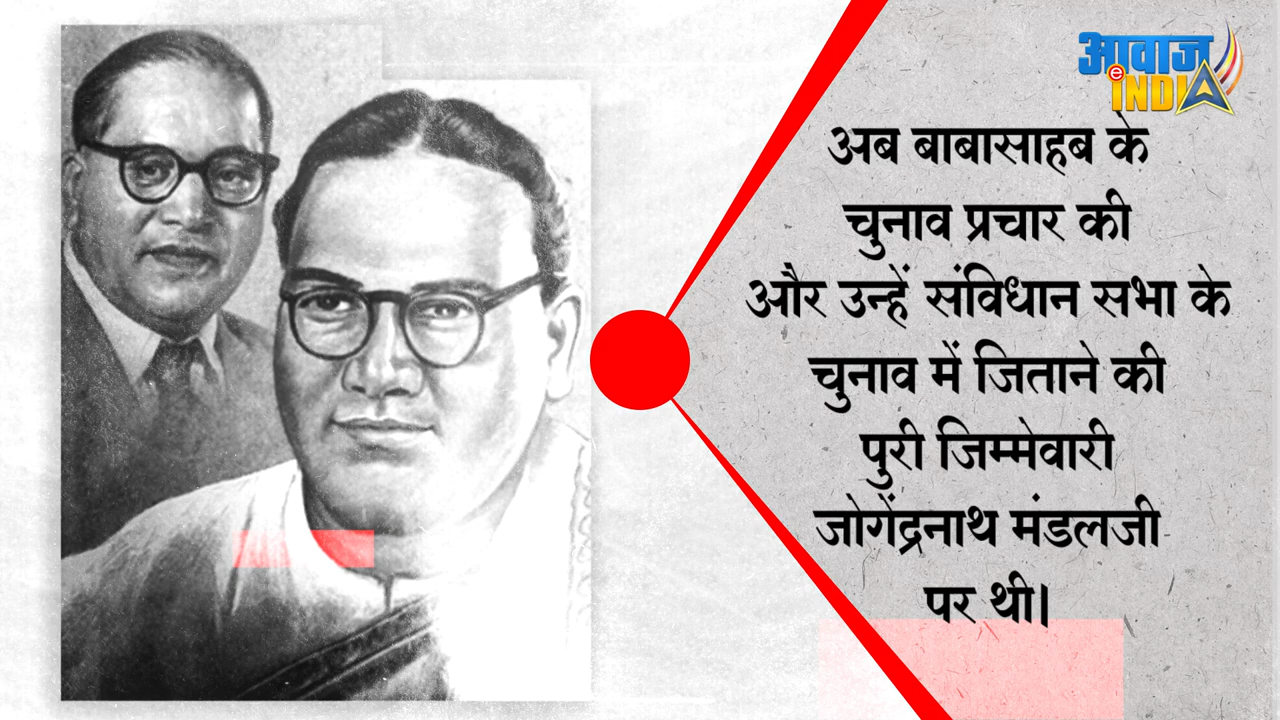 आवाज
e INDIA
अब बाबासाहब के
चुनाव प्रचार की
और उन्हें संविधान सभा के
चुनाव में जिताने की
पुरी जिम्मेवारी
जोगेंद्रनाथ मंडलजी
पर थी।